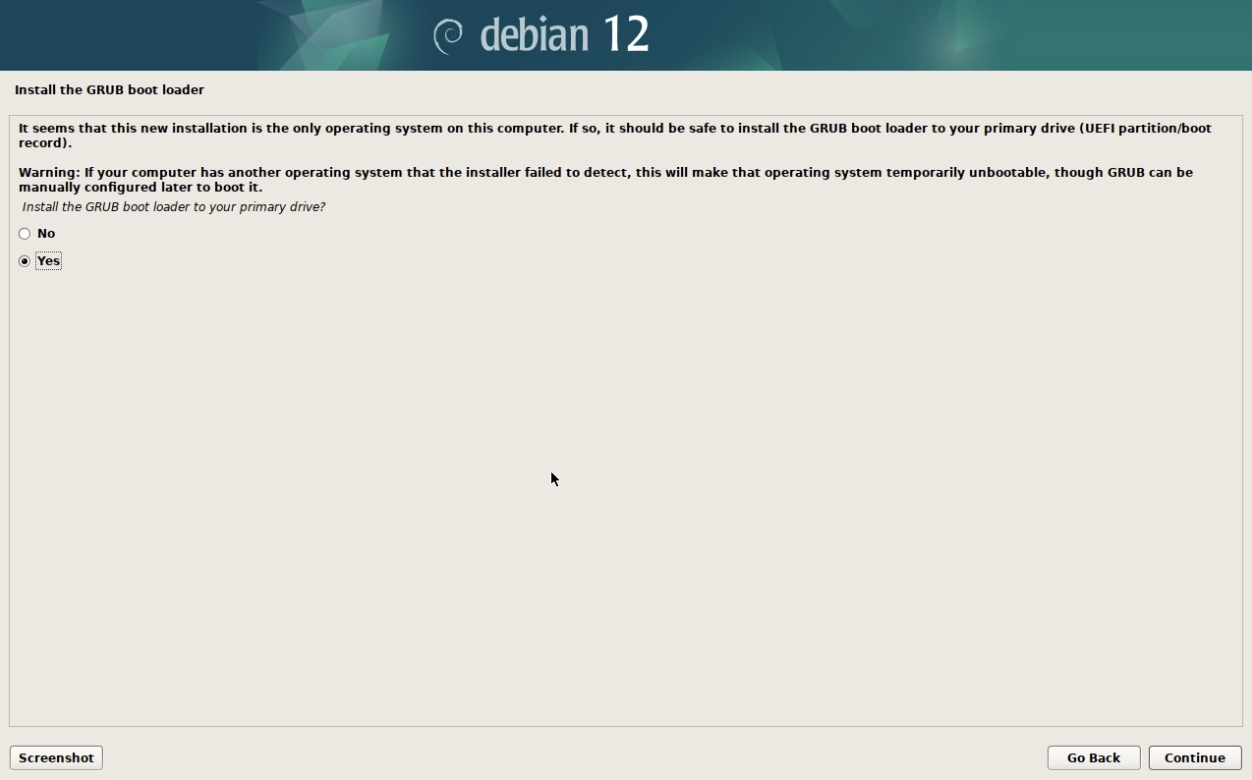 debian 12
Install the GRUB boot loader
It seems that this new installation is the only operating system on this computer. If so, it should be safe to install the GRUB boot loader to your primary drive (UEFI partition/boot
record).
Warning: If your computer has another operating system that the installer failed to detect, this will make that operating system temporarily unbootable, though GRUB can be
manually configured later to boot it.
Install the GRUB boot loader to your primary drive?
No
Yes
Screenshot
Go Back
Continue